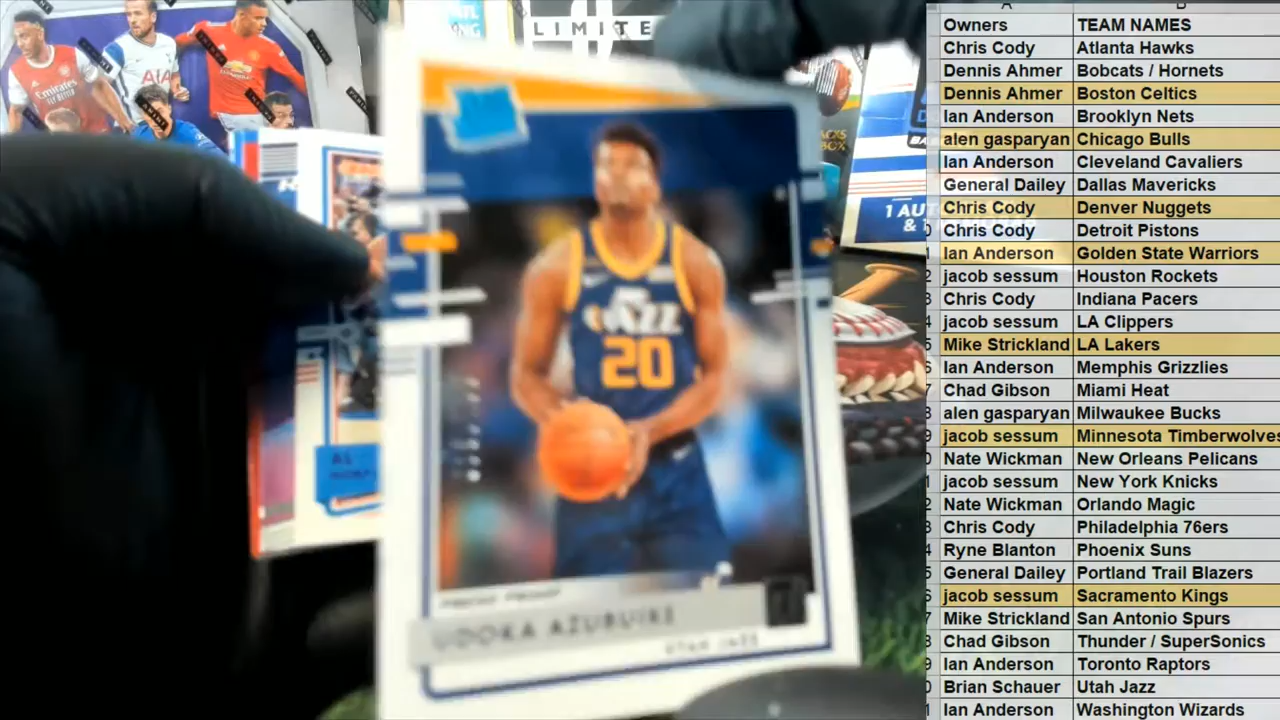 A B
Owners TEAM NAMES
Chris Cody Atlanta Hawks
Dennis Ahmer Bobcats / Hornets
Dennis Ahmer Boston Celtics
Ian Anderson Brooklyn Nets
alen gasparyan Chicago Bulls
Ian Anderson Cleveland Cavaliers
General Dailey Dallas Mavericks
Chris Cody Denver Nuggets
Chris Cody Detroit Pistons
Ian Anderson Golden State Warriors
jacob sessum Houston Rockets
Chris Cody Indiana Pacers
jacob sessum LA Clippers
Mike Strickland LA Lakers
Ian Anderson Memphis Grizzlies
Chad Gibson Miami Heat
alen gasparyan Milwaukee Bucks
jacob sessum Minnesota Timberwolves
Nate Wickman New Orleans Pelicans
jacob sessum New York Knicks
Nate Wickman Orlando Magic
Chris Cody Philadelphia 76ers
Ryne Blanton Phoenix Suns
General Dailey Portland Trail Blazers
jacob sessum Sacramento Kings
Mike Strickland San Antonio Spurs
Chad Gibson Thunder / SuperSonics
Ian Anderson Toronto Raptors
Brian Schauer Utah Jazz
Ian Anderson Washington Wizards
LIMITE
AIA
Emirates
1 AUT
&
BOX
JAZZ
20
UDOKA AZUBUIKE
UTAH JAZZ
AL